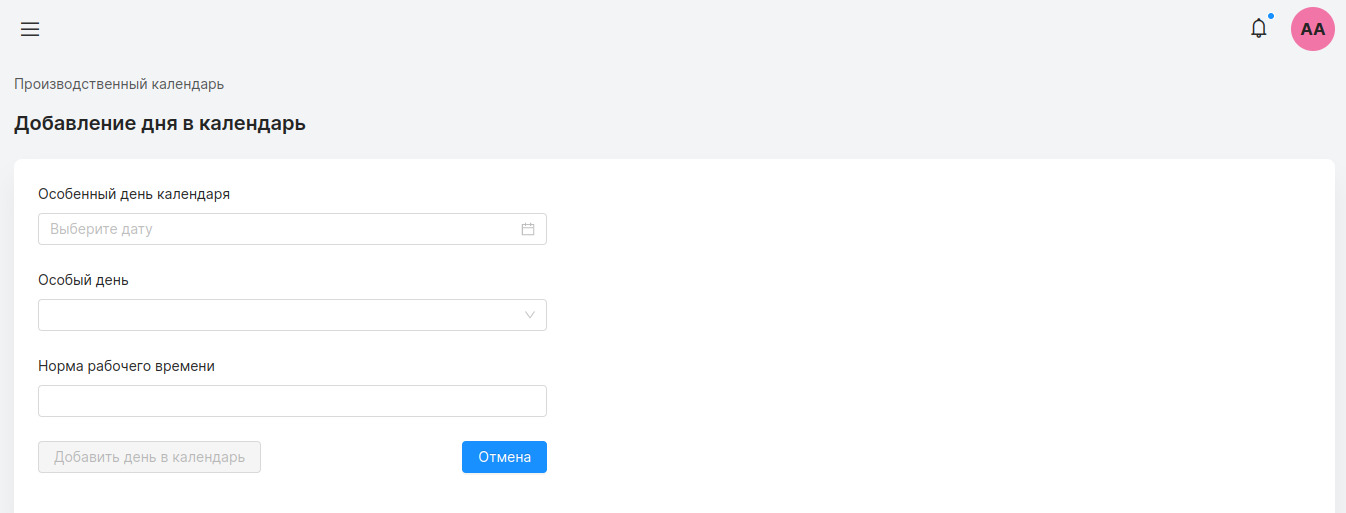 AA
Производственный календарь
Добавление дня в календарь
Особенный день календаря
Выберите дату
Особый день
Норма рабочего времени
Добавить день в календарь
Отмена